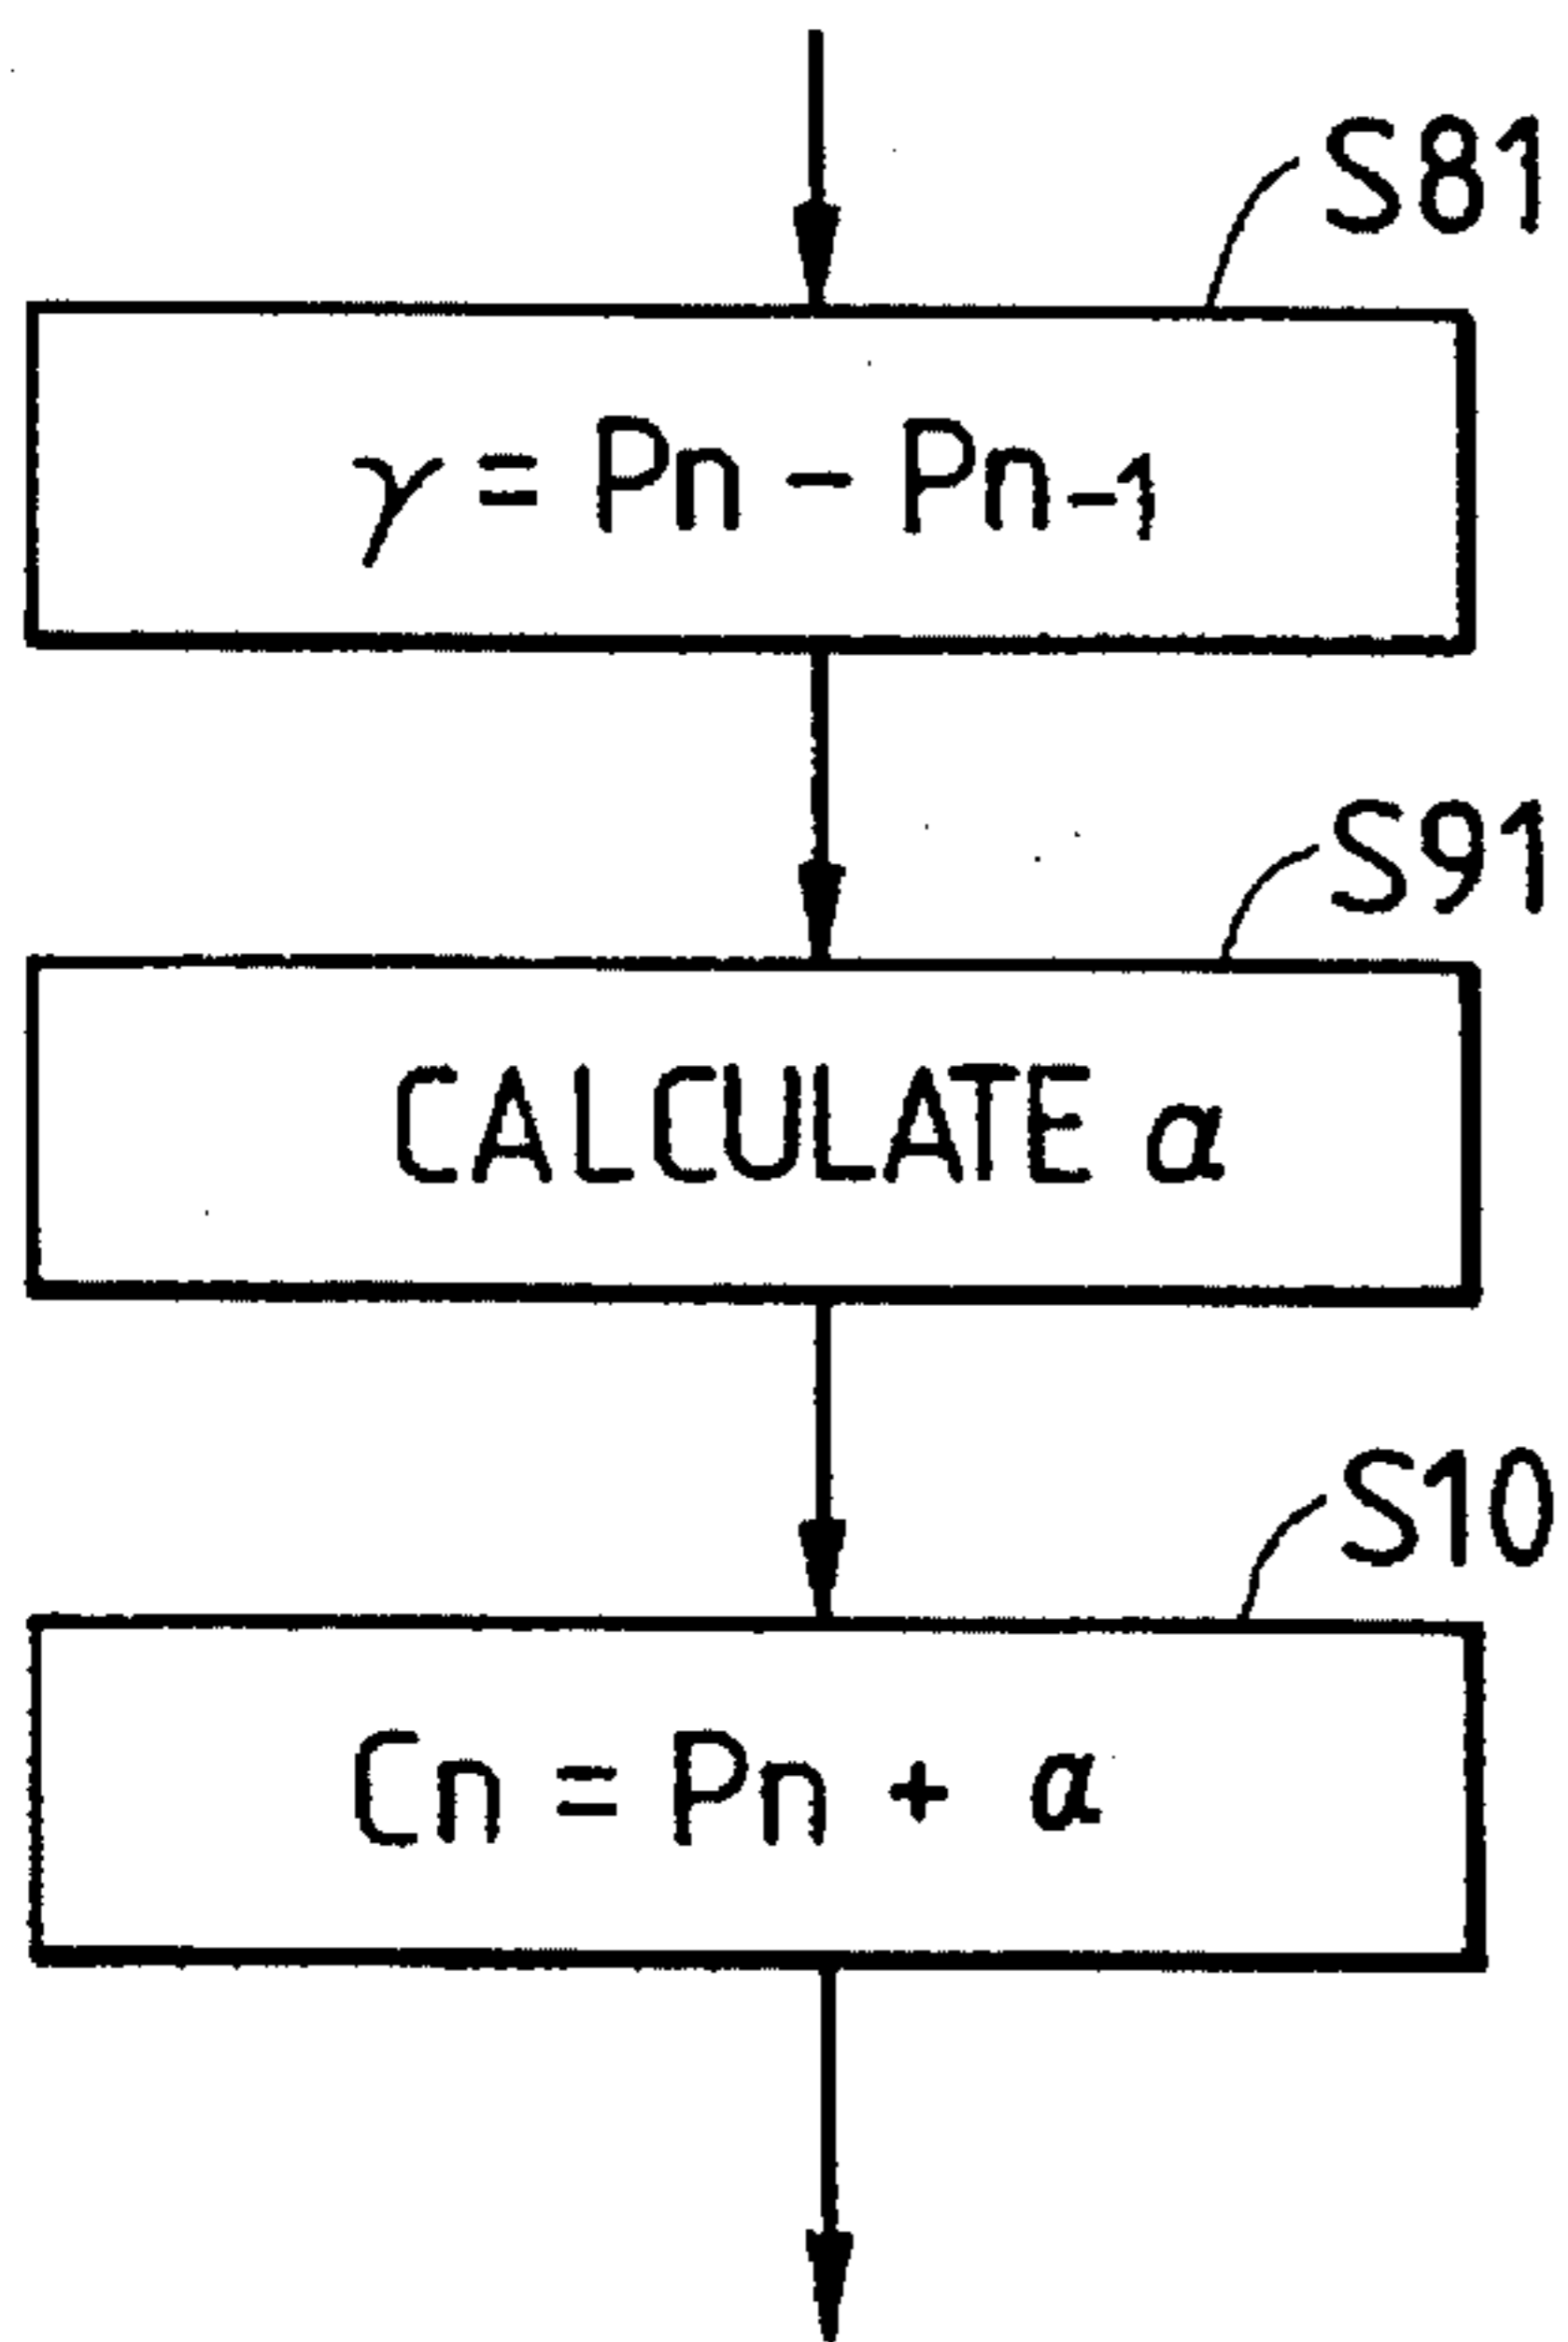 S81
γ = Pn - Pn-1
S91
CALCULATE α
S10
Cn = Pn + α